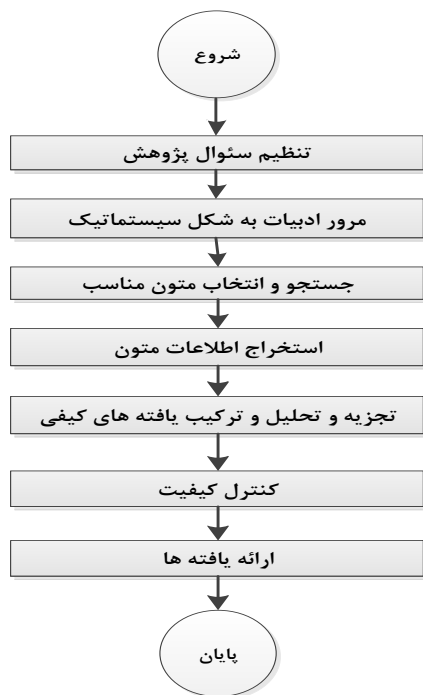 شروع
تنظیم سئوال پژوهش
مرور ادبیات به شکل سیستماتیک
جستجو و انتخاب متون مناسب
استخراج اطلاعات متون
تجزیه و تحلیل و ترکیب یافته های کیفی
کنترل کیفیت
ارائه یافته ها
پایان